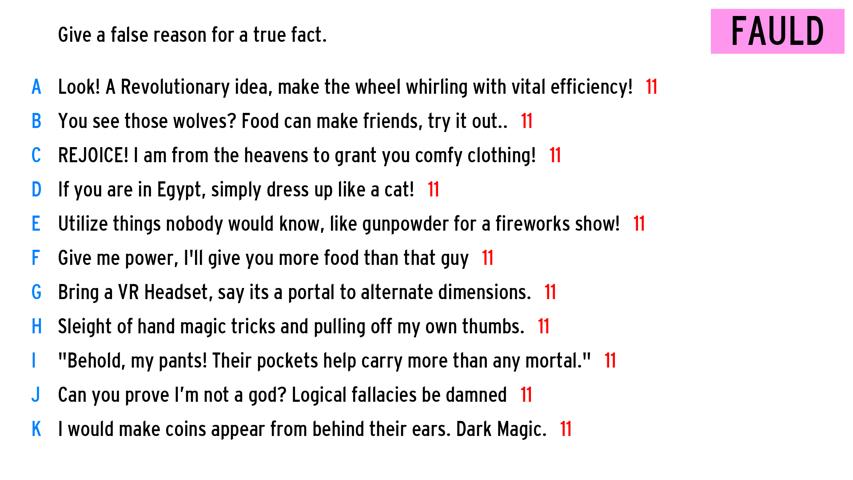 Give a false reason for a true fact.
FAULD
A Look! A Revolutionary idea, make the wheel whirling with vital efficiency! 11
B You see those wolves? Food can make friends, try it out.. 11
C REJOICE! I am from the heavens to grant you comfy clothing! 11
D If you are in Egypt, simply dress up like a cat! 11
E Utilize things nobody would know, like gunpowder for a fireworks show! 11
F Give me power, I'll give you more food than that guy 11
G Bring a VR Headset, say its a portal to alternate dimensions. 11
H Sleight of hand magic tricks and pulling off my own thumbs. 11
I "Behold, my pants! Their pockets help carry more than any mortal." 11
J Can you prove I'm not a god? Logical fallacies be damned 11
K I would make coins appear from behind their ears. Dark Magic. 11